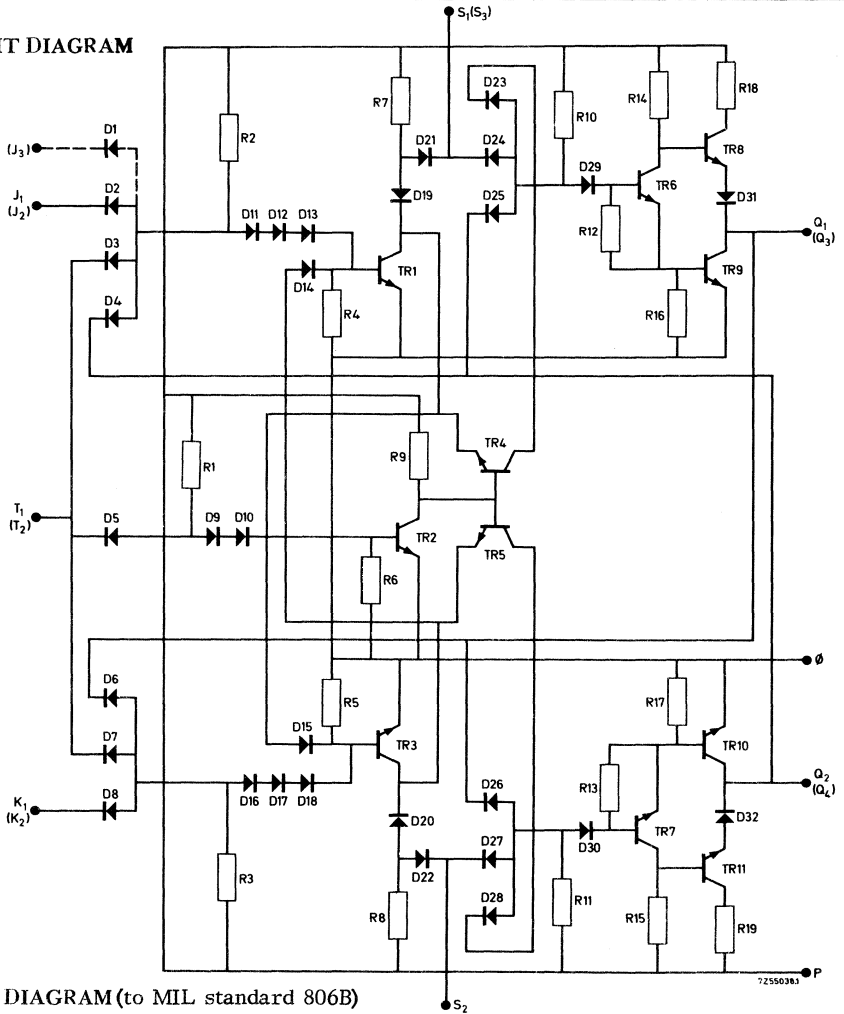 S1(S3)
IT DIAGRAM
D23
R7
R14
R18
D1
R2
R10
(J3)
D21
D24
TR8
J1
(J2)
D2
D29
TR6
D19
D31
D25
D11 D12 D13
Q1
(Q3)
D3
R12
D14
TR1
TR9
D4
R4
R16
TR4
R9
R1
T1
(T2)
D5
D9 D10
TR2
TR5
R6
Ø
D6
R5
R17
D15
TR3
TR10
D7
Q2
(Q4)
D26
R13
K1
(K2)
D8
D16 D17 D18
D20
D32
D30
TR7
D27
R3
D22
TR11
D28
R11
R8
R15
R19
P
7Z55038.1
DIAGRAM (to MIL standard 806B)
S2